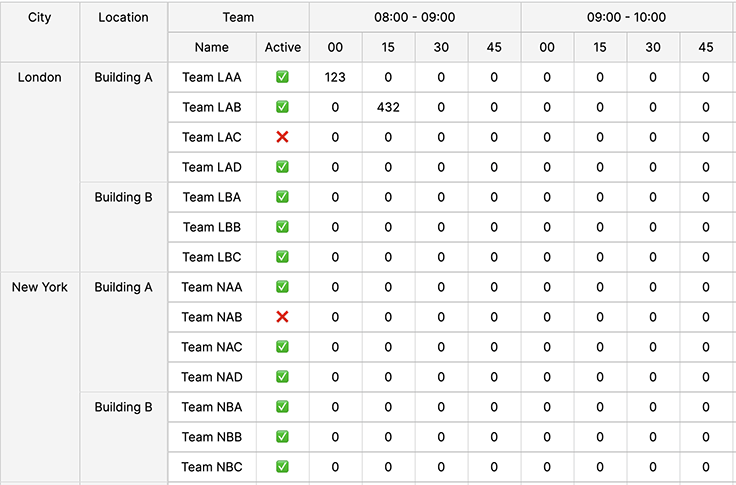 City Location Team 08:00 - 09:00 09:00 - 10:00
Name Active 00 15 30 45 00 15 30 45
London Building A Team LAA ✅ 123 0 0 0 0 0 0 0
Team LAB ✅ 0 432 0 0 0 0 0 0
Team LAC ❌ 0 0 0 0 0 0 0 0
Team LAD ✅ 0 0 0 0 0 0 0 0
Building B Team LBA ✅ 0 0 0 0 0 0 0 0
Team LBB ✅ 0 0 0 0 0 0 0 0
Team LBC ✅ 0 0 0 0 0 0 0 0
New York Building A Team NAA ✅ 0 0 0 0 0 0 0 0
Team NAB ❌ 0 0 0 0 0 0 0 0
Team NAC ✅ 0 0 0 0 0 0 0 0
Team NAD ✅ 0 0 0 0 0 0 0 0
Building B Team NBA ✅ 0 0 0 0 0 0 0 0
Team NBB ✅ 0 0 0 0 0 0 0 0
Team NBC ✅ 0 0 0 0 0 0 0 0